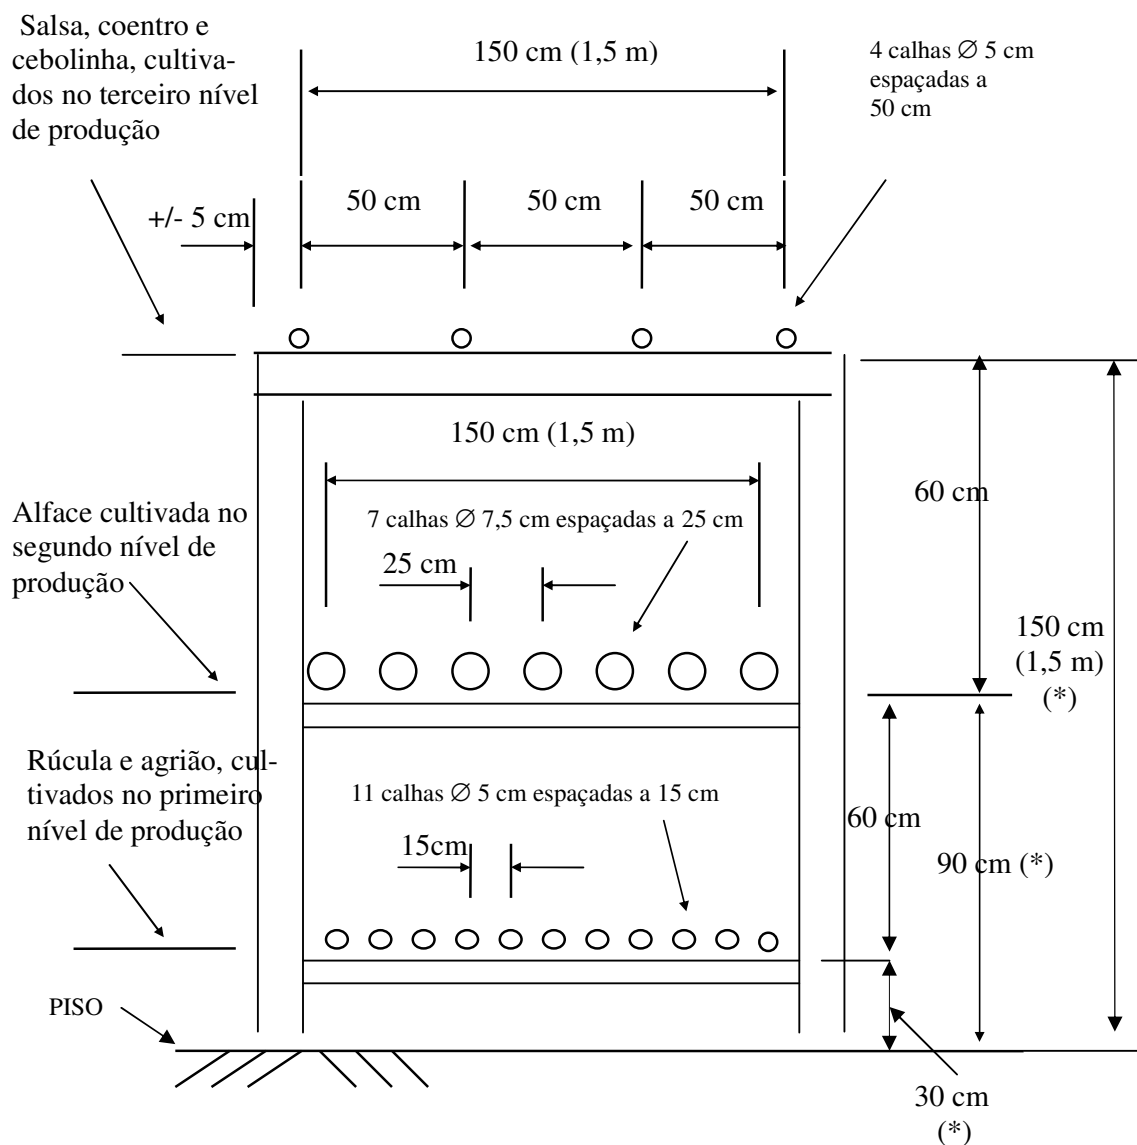 Salsa, coentro e
cebolinha, cultiva-
dos no terceiro nível
de produção
150 cm (1,5 m)
4 calhas ∅ 5 cm
espaçadas a
50 cm
+/- 5 cm
50 cm
50 cm
50 cm
150 cm (1,5 m)
60 cm
Alface cultivada no
segundo nível de
produção
7 calhas ∅ 7,5 cm espaçadas a 25 cm
25 cm
150 cm
(1,5 m)
(*)
Rúcula e agrião, cul-
tivados no primeiro
nível de produção
11 calhas ∅ 5 cm espaçadas a 15 cm
15cm
60 cm
90 cm (*)
PISO
30 cm
(*)